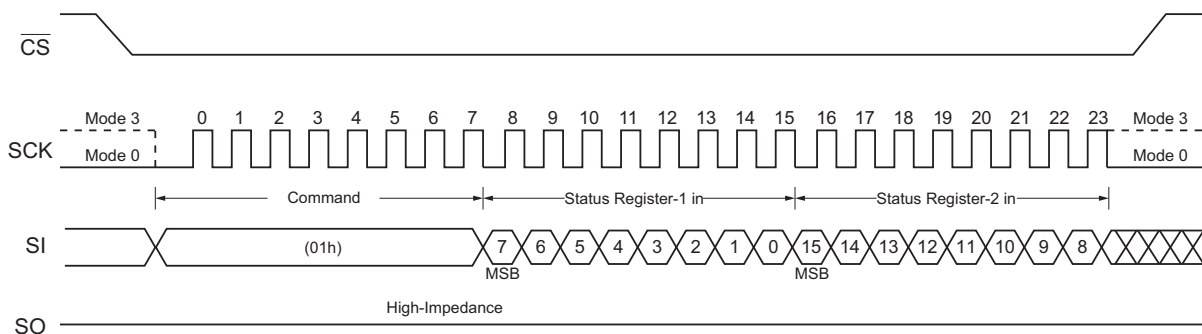 CS
Mode 3 0 1 2 3 4 5 6 7 8 9 10 11 12 13 14 15 16 17 18 19 20 21 22 23 Mode 3
SCK
Mode 0 Mode 0
Command Status Register-1 in Status Register-2 in
SI (01h) 7 6 5 4 3 2 1 0 15 14 13 12 11 10 9 8
MSB MSB
High-Impedance
SO